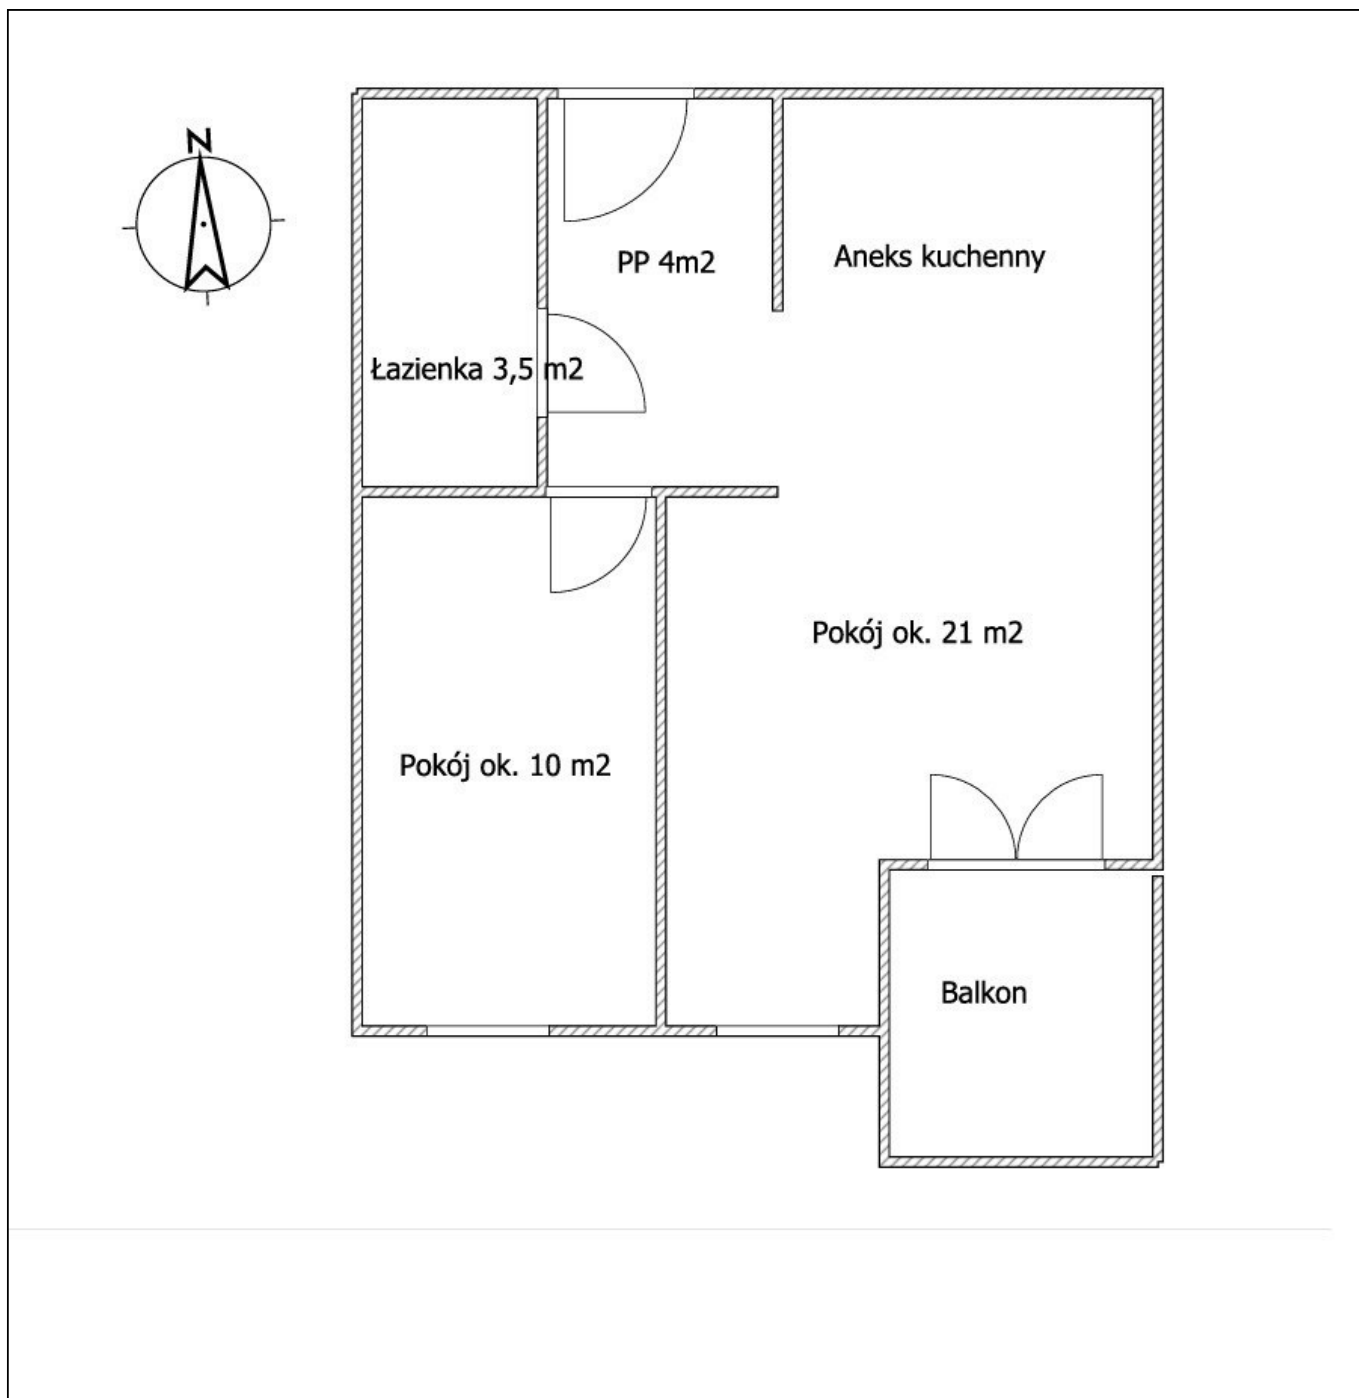 N
PP 4m2
Aneks kuchenny
Łazienka 3,5 m2
Pokój ok. 21 m2
Pokój ok. 10 m2
Balkon